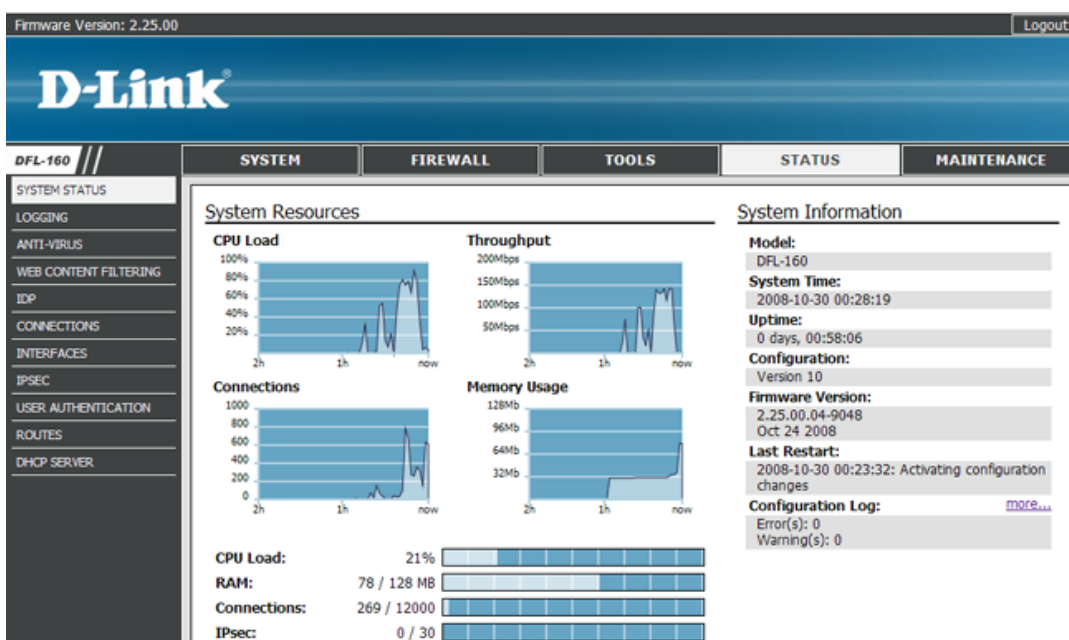 Firmware Version: 2.25.00
Logout
D-Link®
DFL-160
SYSTEM
FIREWALL
TOOLS
STATUS
MAINTENANCE
SYSTEM STATUS
LOGGING
ANTI-VIRUS
WEB CONTENT FILTERING
IDP
CONNECTIONS
INTERFACES
IPSEC
USER AUTHENTICATION
ROUTES
DHCP SERVER
System Resources
CPU Load
100%
80%
60%
40%
20%
2h 1h now
Throughput
200Mbps
150Mbps
100Mbps
50Mbps
2h 1h now
Connections
1000
800
600
400
200
0
2h 1h now
Memory Usage
128Mb
96Mb
64Mb
32Mb
2h 1h now
CPU Load: 21%
RAM: 78 / 128 MB
Connections: 269 / 12000
IPsec: 0 / 30
System Information
Model:
DFL-160
System Time:
2008-10-30 00:28:19
Uptime:
0 days, 00:58:06
Configuration:
Version 10
Firmware Version:
2.25.00.04-9048
Oct 24 2008
Last Restart:
2008-10-30 00:23:32: Activating configuration
changes
Configuration Log: more...
Error(s): 0
Warning(s): 0